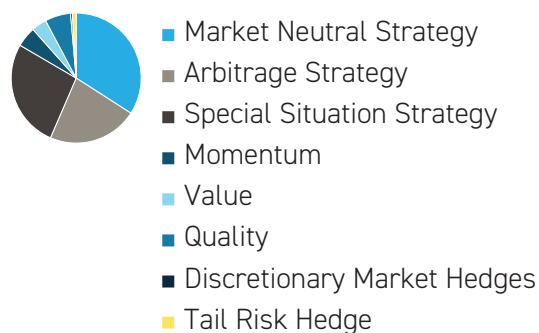 Market Neutral Strategy
Arbitrage Strategy
Special Situation Strategy
Momentum
Value
Quality
Discretionary Market Hedges
Tail Risk Hedge